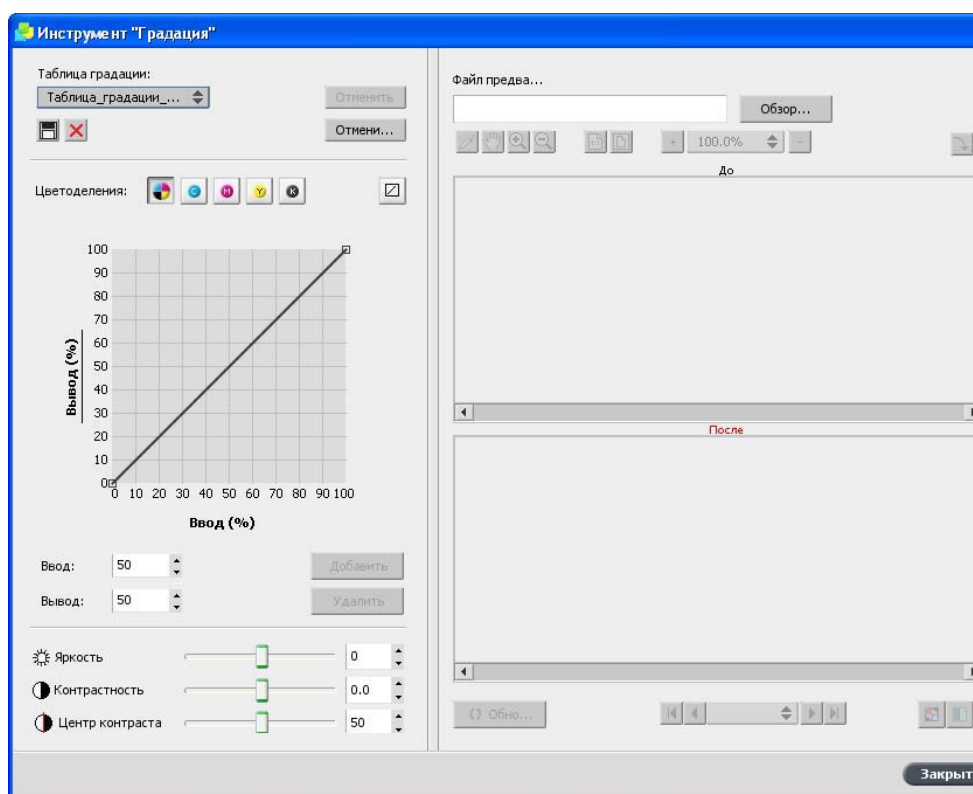 Инструмент "Градация"
Таблица градации:
Таблица_градации_...
Отменить
Отмени...
Цветоделения:
C
M
Y
K
100
90
80
70
60
50
40
30
20
10
0
Вывод (%)
0 10 20 30 40 50 60 70 80 90 100
Ввод (%)
Ввод: 50
Добавить
Вывод: 50
Удалить
Яркость 0
Контрастность 0.0
Центр контраста 50
Файл предва...
Обзор...
100.0%
До
После
Обно...
Закрыт